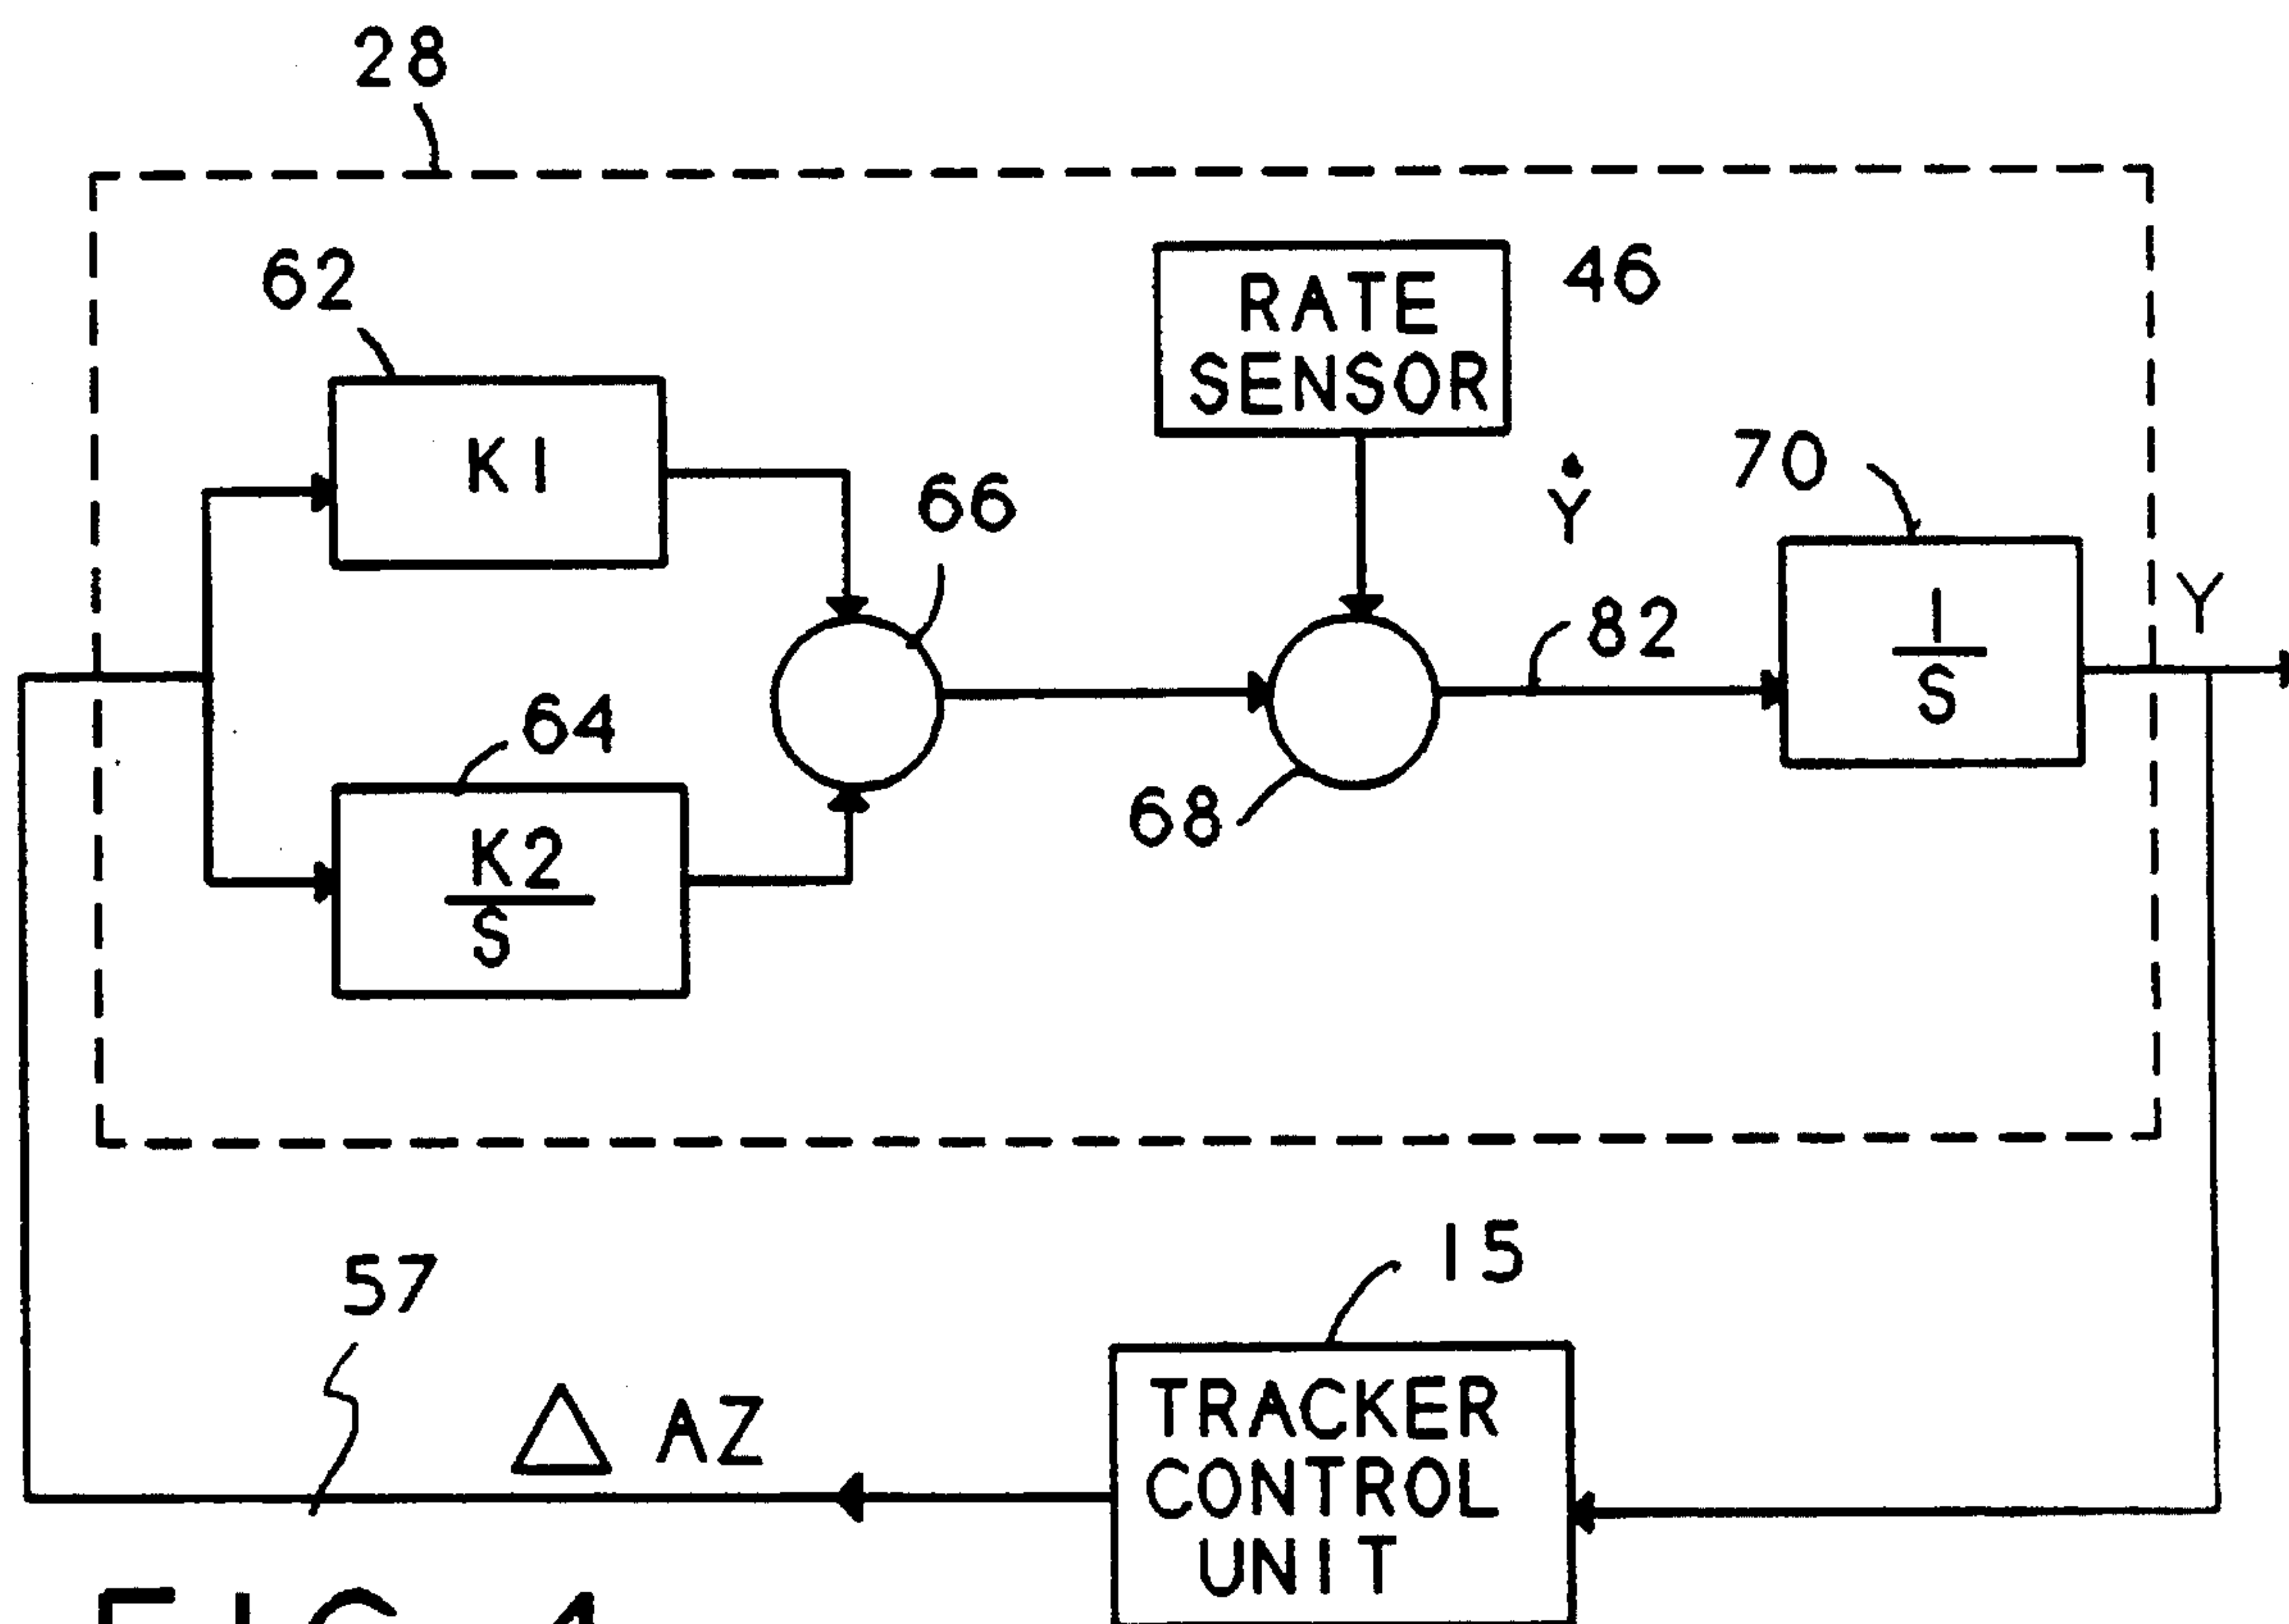 28
62
RATE
SENSOR
46
K1
66
Ẏ
70
1
S
Y
82
64
68
K2
S
57
15
Δ AZ
TRACKER
CONTROL
UNIT